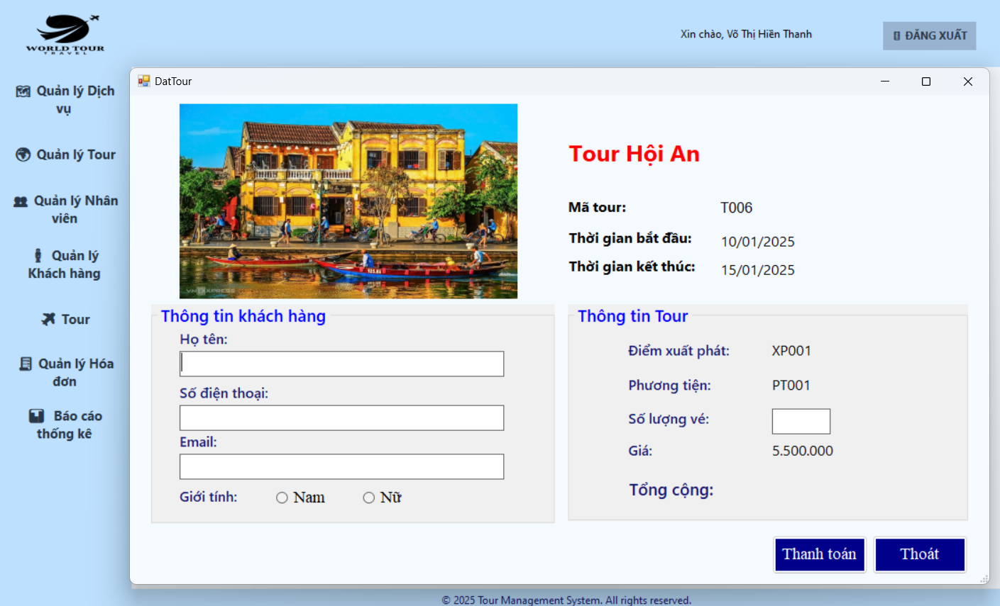 WORLD TOUR
TRAVEL
Xin chào, Võ Thị Hiền Thanh
ĐĂNG XUẤT
Quản lý Dịch
vụ
Quản lý Tour
Quản lý Nhân
viên
Quản lý
Khách hàng
Tour
Quản lý Hóa
đơn
Báo cáo
thống kê
DatTour
VNEXPRESS
Tour Hội An
Mã tour: T006
Thời gian bắt đầu: 10/01/2025
Thời gian kết thúc: 15/01/2025
Thông tin khách hàng
Họ tên:
Số điện thoại:
Email:
Giới tính: Nam Nữ
Thông tin Tour
Điểm xuất phát: XP001
Phương tiện: PT001
Số lượng vé:
Giá: 5.500.000
Tổng cộng:
Thanh toán Thoát
© 2025 Tour Management System. All rights reserved.